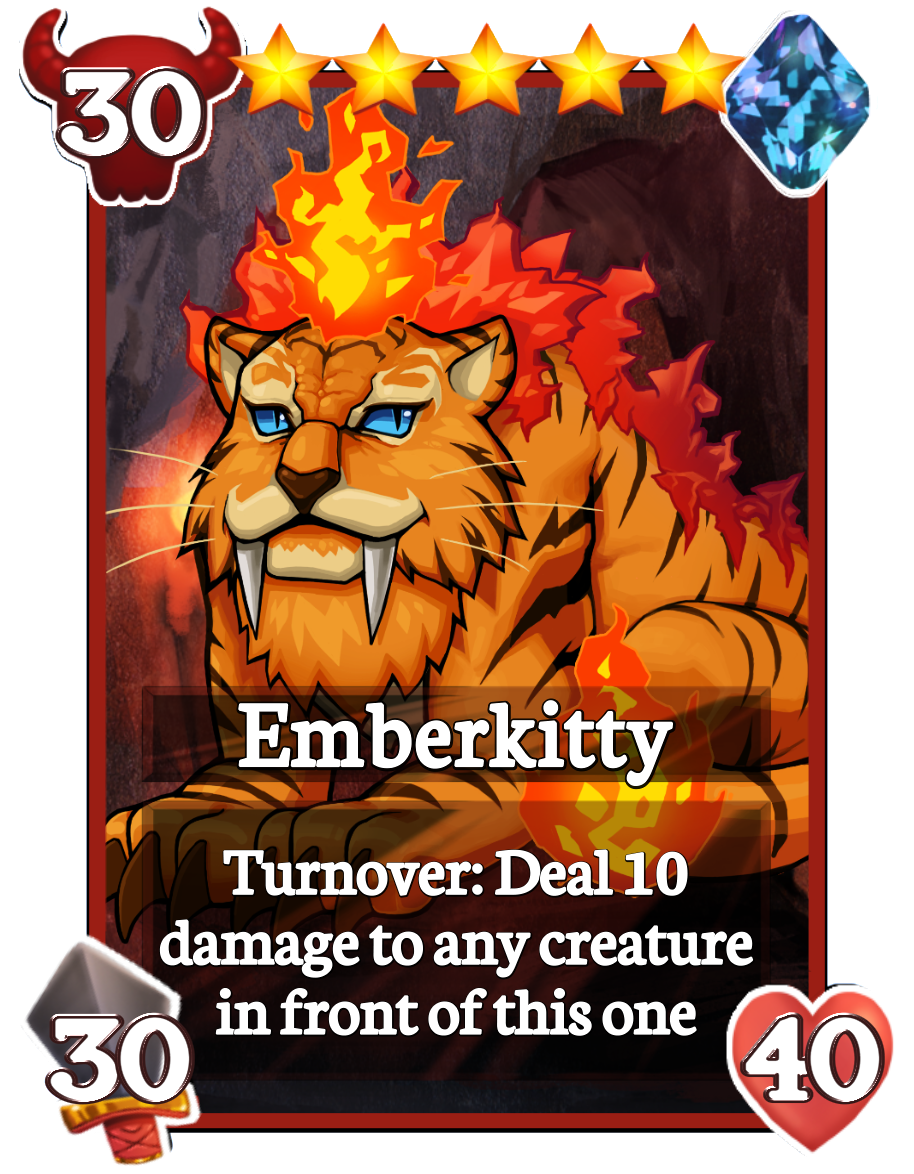 30
Emberkitty
Turnover: Deal 10
damage to any creature
in front of this one
30
40